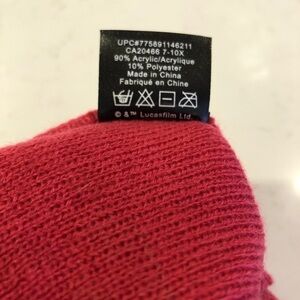 UPC#775891146211
CA20466 7-10X
90% Acrylic/Acrylique
10% Polyester
Made in China
Fabriqué en Chine
© &™ Lucasfilm Ltd.